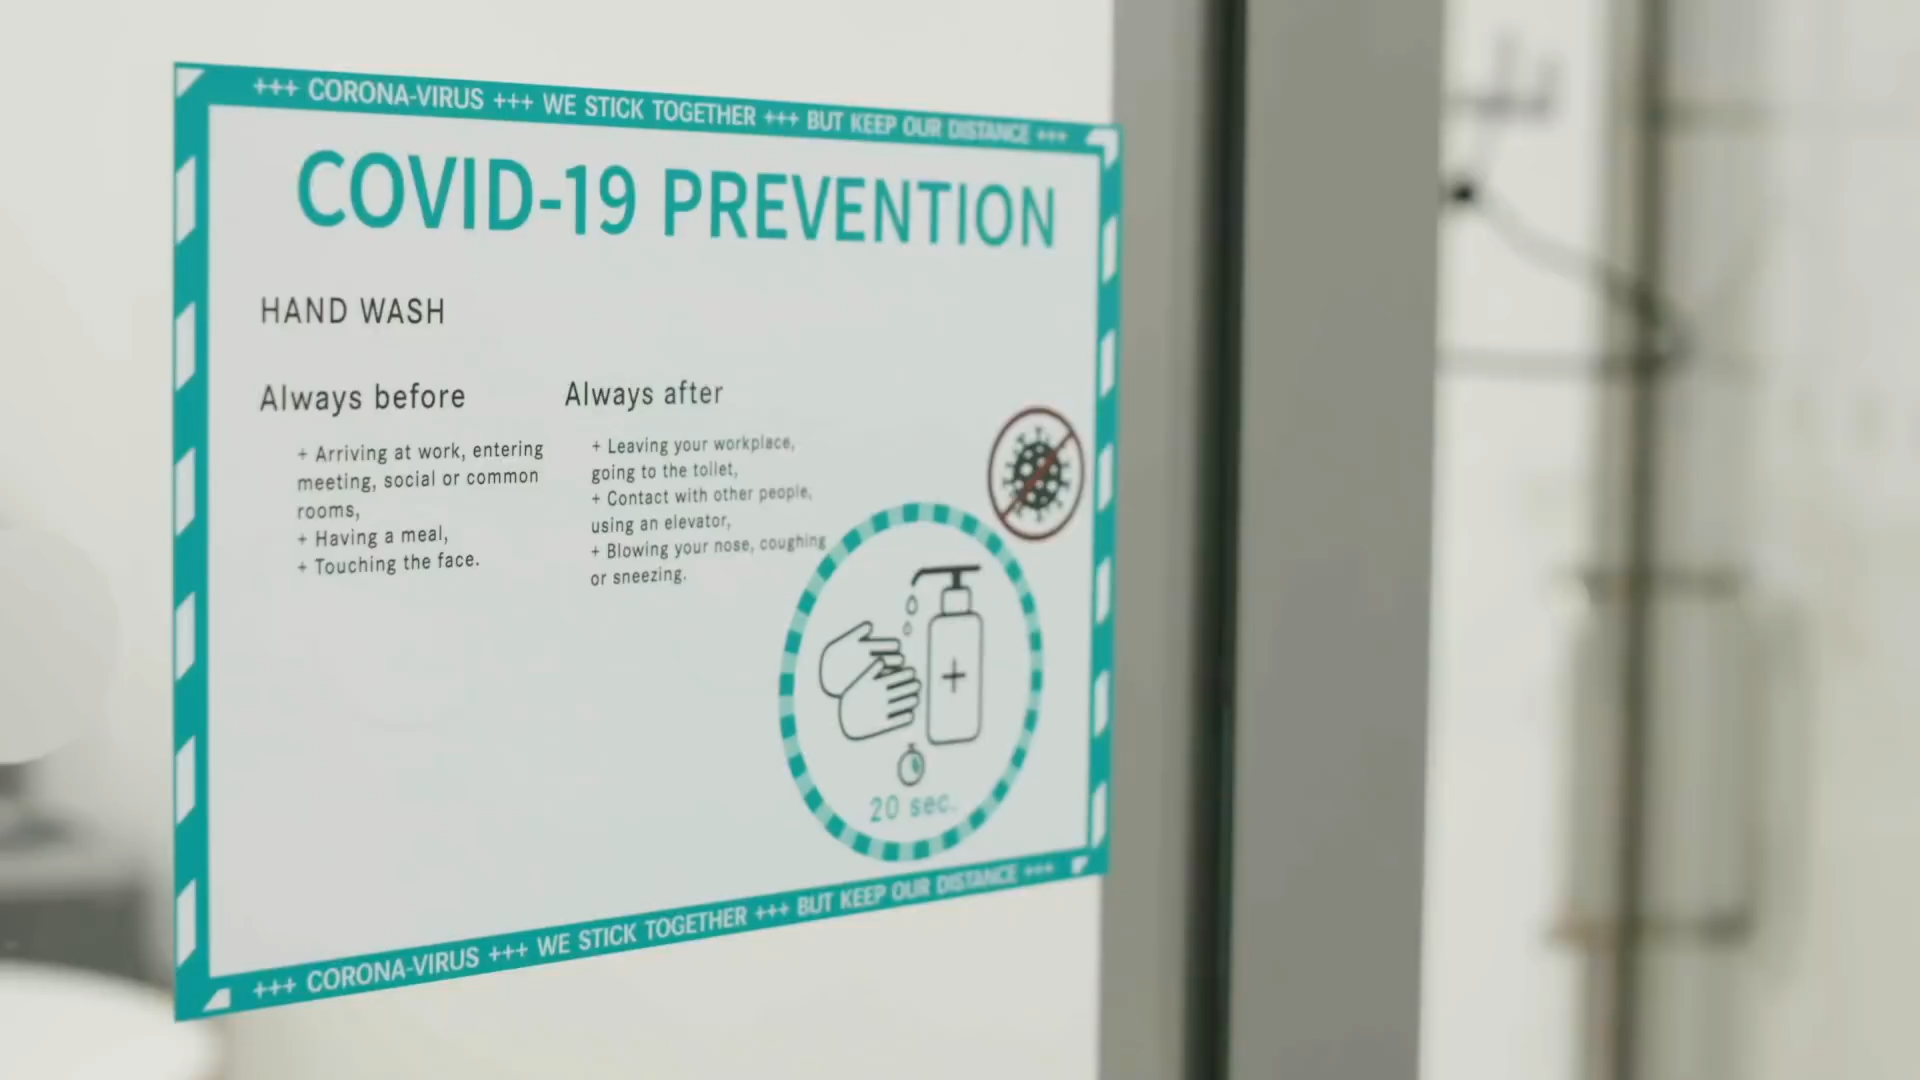 +++ CORONA-VIRUS +++ WE STICK TOGETHER +++ BUT KEEP OUR DISTANCE +++
COVID-19 PREVENTION
HAND WASH
Always before
+ Arriving at work, entering
meeting, social or common
rooms,
+ Having a meal,
+ Touching the face.
Always after
+ Leaving your workplace,
going to the toilet,
+ Contact with other people,
using an elevator,
+ Blowing your nose, coughing
or sneezing.
20 sec.
+++ CORONA-VIRUS +++ WE STICK TOGETHER +++ BUT KEEP OUR DISTANCE +++